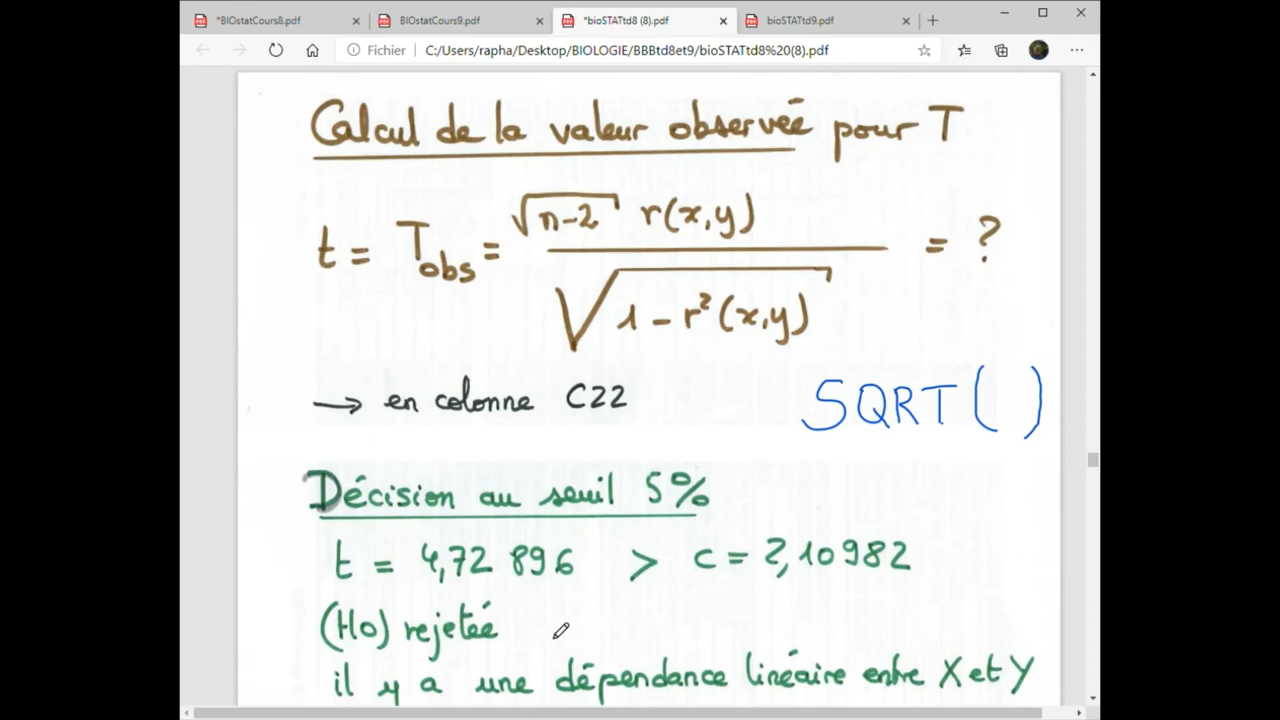 *BIOstatCours8.pdf
BIOstatCours9.pdf
*bioSTATtd8 (8).pdf
bioSTATtd9.pdf
Fichier
C:/Users/rapha/Desktop/BIOLOGIE/BBBtd8et9/bioSTATtd8%20(8).pdf
Calcul de la valeur observée pour T
t = Tobs = √(n-2) r(x,y) / √(1 - r²(x,y)) = ?
→ en colonne C22
SQRT( )
Décision au seuil 5%
t = 4,72 896 > c = 2,10982
(H0) rejetée
il y a une dépendance linéaire entre X et Y